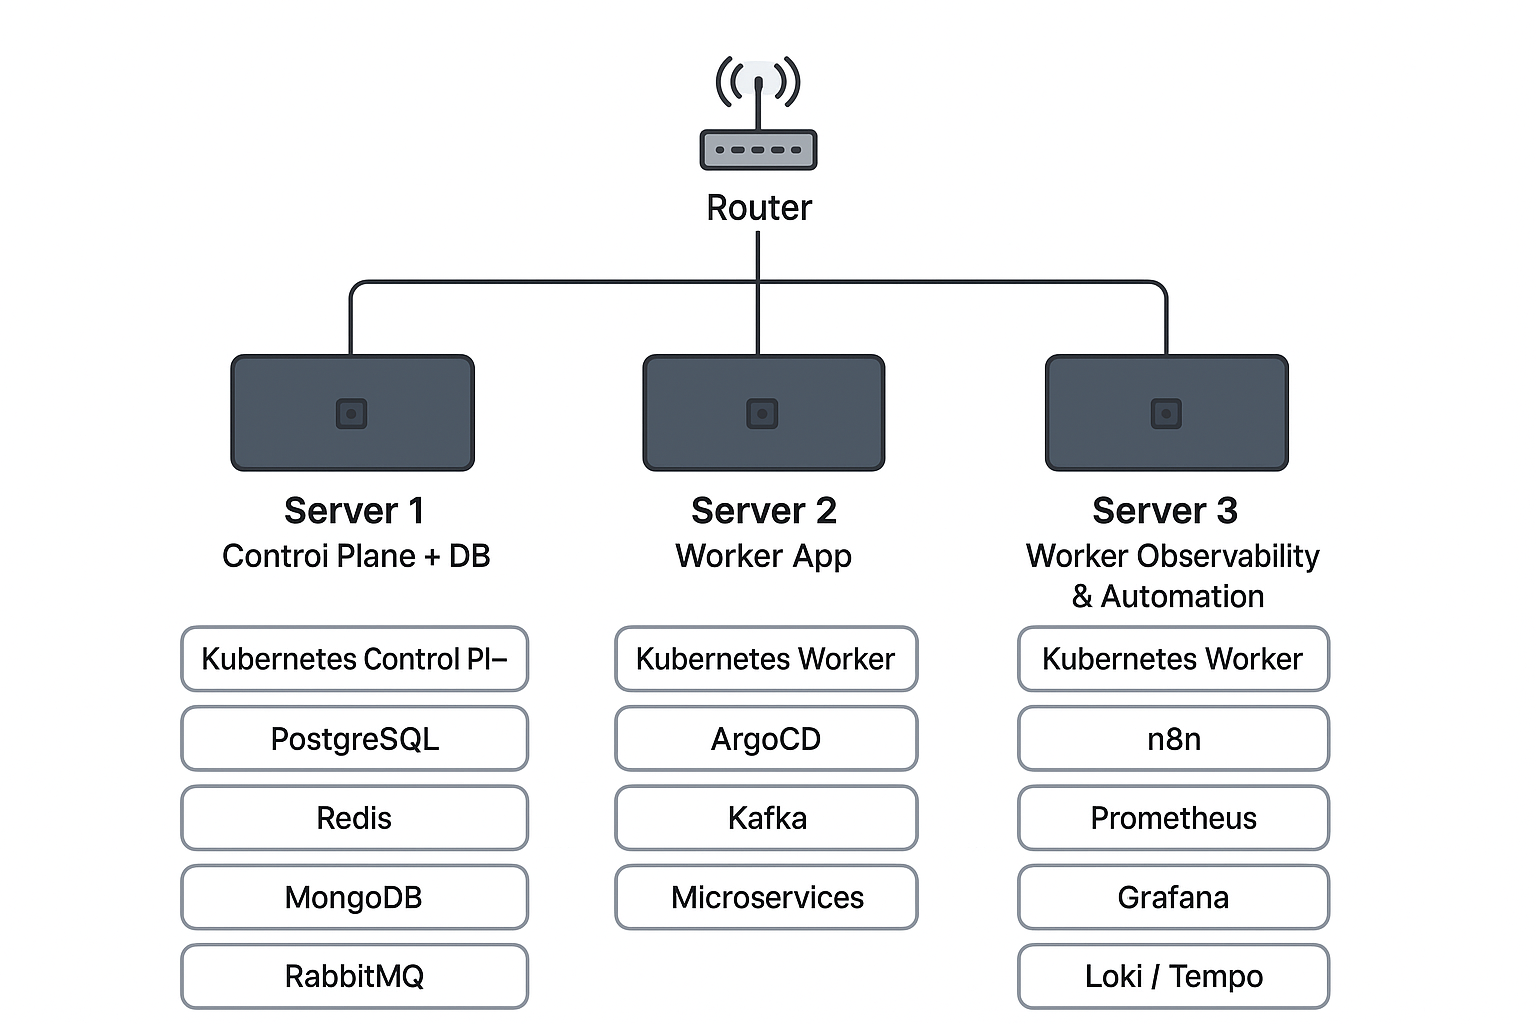 Router
Server 1
Controi Plane + DB
Kubernetes Control Pl–
PostgreSQL
Redis
MongoDB
RabbitMQ
Server 2
Worker App
Kubernetes Worker
ArgoCD
Kafka
Microservices
Server 3
Worker Observability
& Automation
Kubernetes Worker
n8n
Prometheus
Grafana
Loki / Tempo